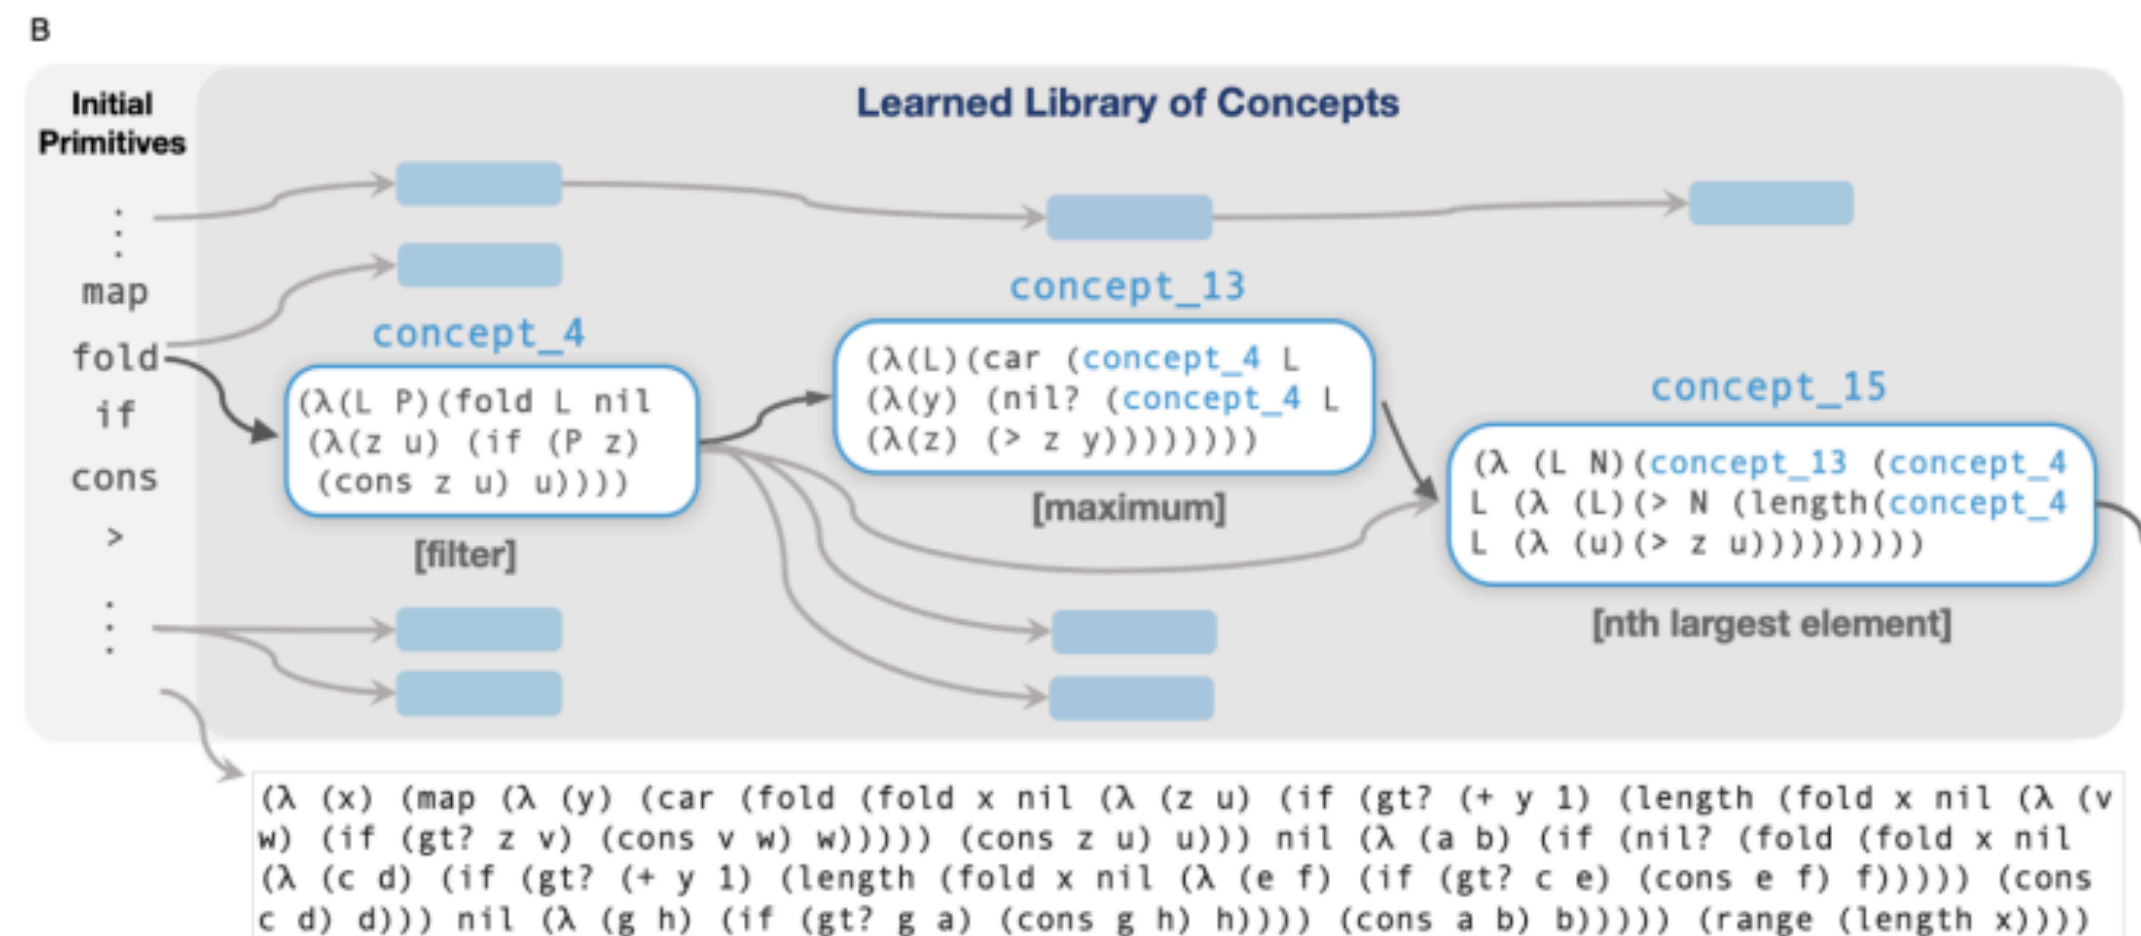 B
Initial
Primitives
Learned Library of Concepts
map
fold
if
cons
>
concept_4
(λ(L P)(fold L nil
(λ(z u) (if (P z)
(cons z u) u))))
[filter]
concept_13
(λ(L)(car (concept_4 L
(λ(y) (nil? (concept_4 L
(λ(z) (> z y))))))))
[maximum]
concept_15
(λ (L N)(concept_13 (concept_4
L (λ (L)(> N (length(concept_4
L (λ (u)(> z u)))))))))
[nth largest element]
(λ (x) (map (λ (y) (car (fold (fold x nil (λ (z u) (if (gt? (+ y 1) (length (fold x nil (λ (v
w) (if (gt? z v) (cons v w) w))))) (cons z u) u))) nil (λ (a b) (if (nil? (fold (fold x nil
(λ (c d) (if (gt? (+ y 1) (length (fold x nil (λ (e f) (if (gt? c e) (cons e f) f))))) (cons
c d) d))) nil (λ (g h) (if (gt? g a) (cons g h) h)))) (cons a b) b))))) (range (length x))))